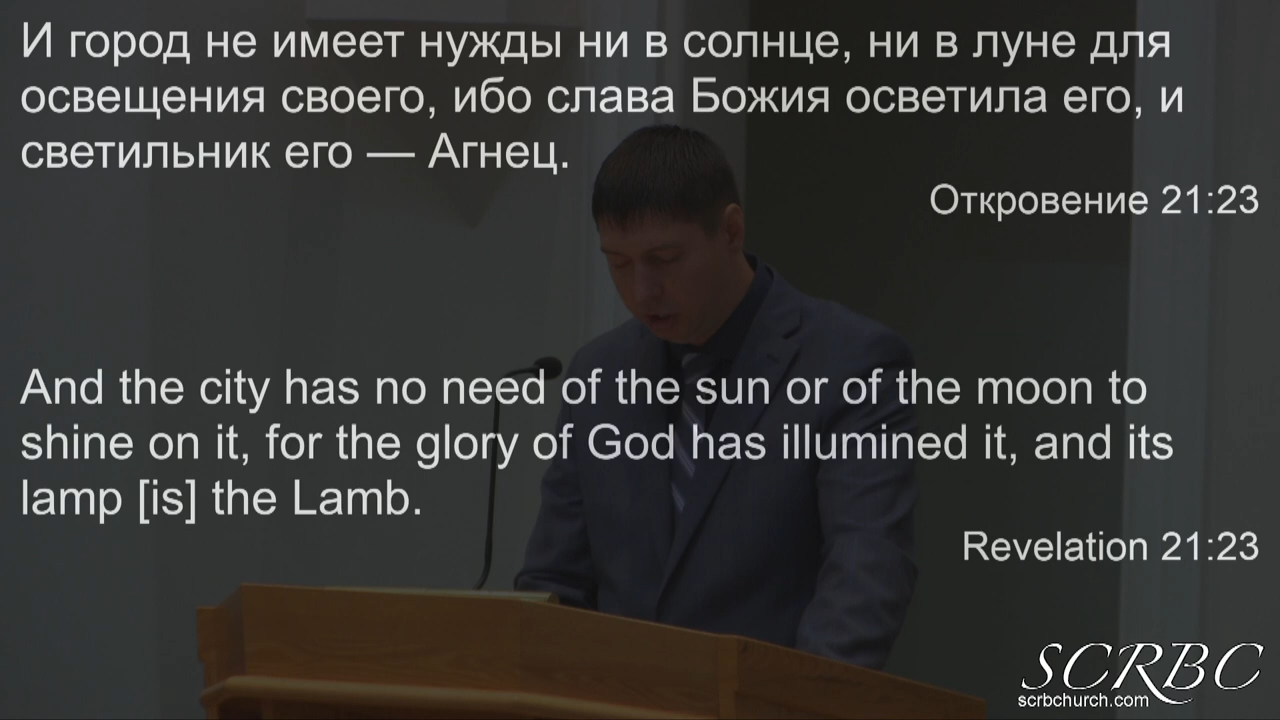 И город не имеет нужды ни в солнце, ни в луне для
освещения своего, ибо слава Божия осветила его, и
светильник его — Агнец.
Откровение 21:23
And the city has no need of the sun or of the moon to
shine on it, for the glory of God has illumined it, and its
lamp [is] the Lamb.
Revelation 21:23
SCRBC
scrbchurch.com